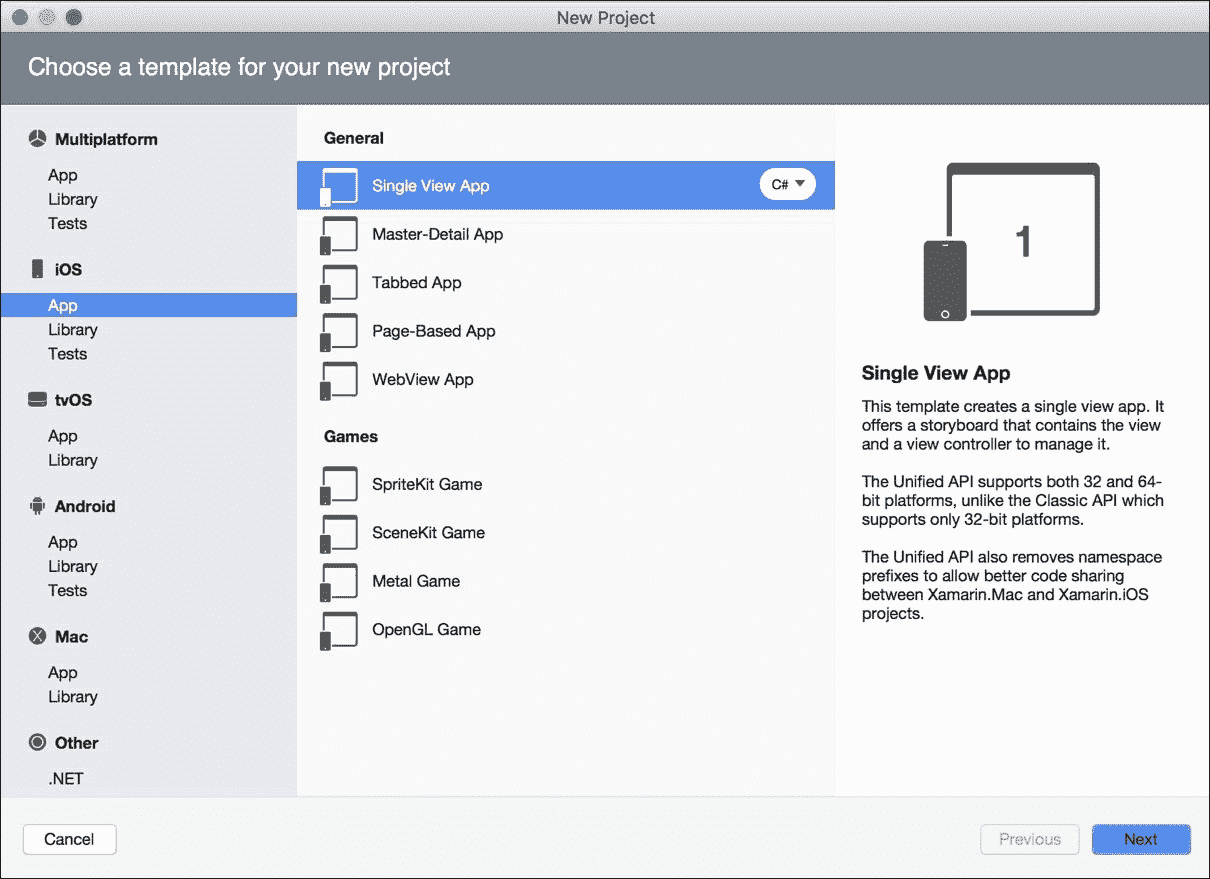 New Project
Choose a template for your new project
Multiplatform
App
Library
Tests
iOS
App
Library
Tests
tvOS
App
Library
Android
App
Library
Tests
Mac
App
Library
Other
.NET
General
Single View App
C#
Master-Detail App
Tabbed App
Page-Based App
WebView App
Games
SpriteKit Game
SceneKit Game
Metal Game
OpenGL Game
1
Single View App
This template creates a single view app. It
offers a storyboard that contains the view
and a view controller to manage it.
The Unified API supports both 32 and 64-
bit platforms, unlike the Classic API which
supports only 32-bit platforms.
The Unified API also removes namespace
prefixes to allow better code sharing
between Xamarin.Mac and Xamarin.iOS
projects.
Cancel
Previous
Next